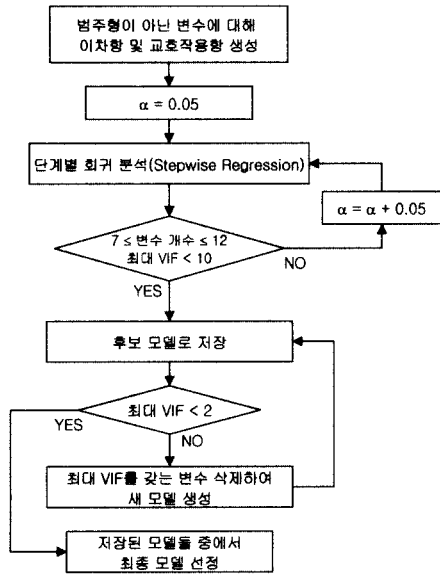 범주형이 아닌 변수에 대해
이차항 및 교호작용항 생성
α = 0.05
단계별 회귀 분석(Stepwise Regression)
α = α + 0.05
7 ≤ 변수 개수 ≤ 12
최대 VIF < 10
NO
YES
후보 모델로 저장
최대 VIF < 2
YES
NO
최대 VIF를 갖는 변수 삭제하여
새 모델 생성
저장된 모델들 중에서
최종 모델 선정